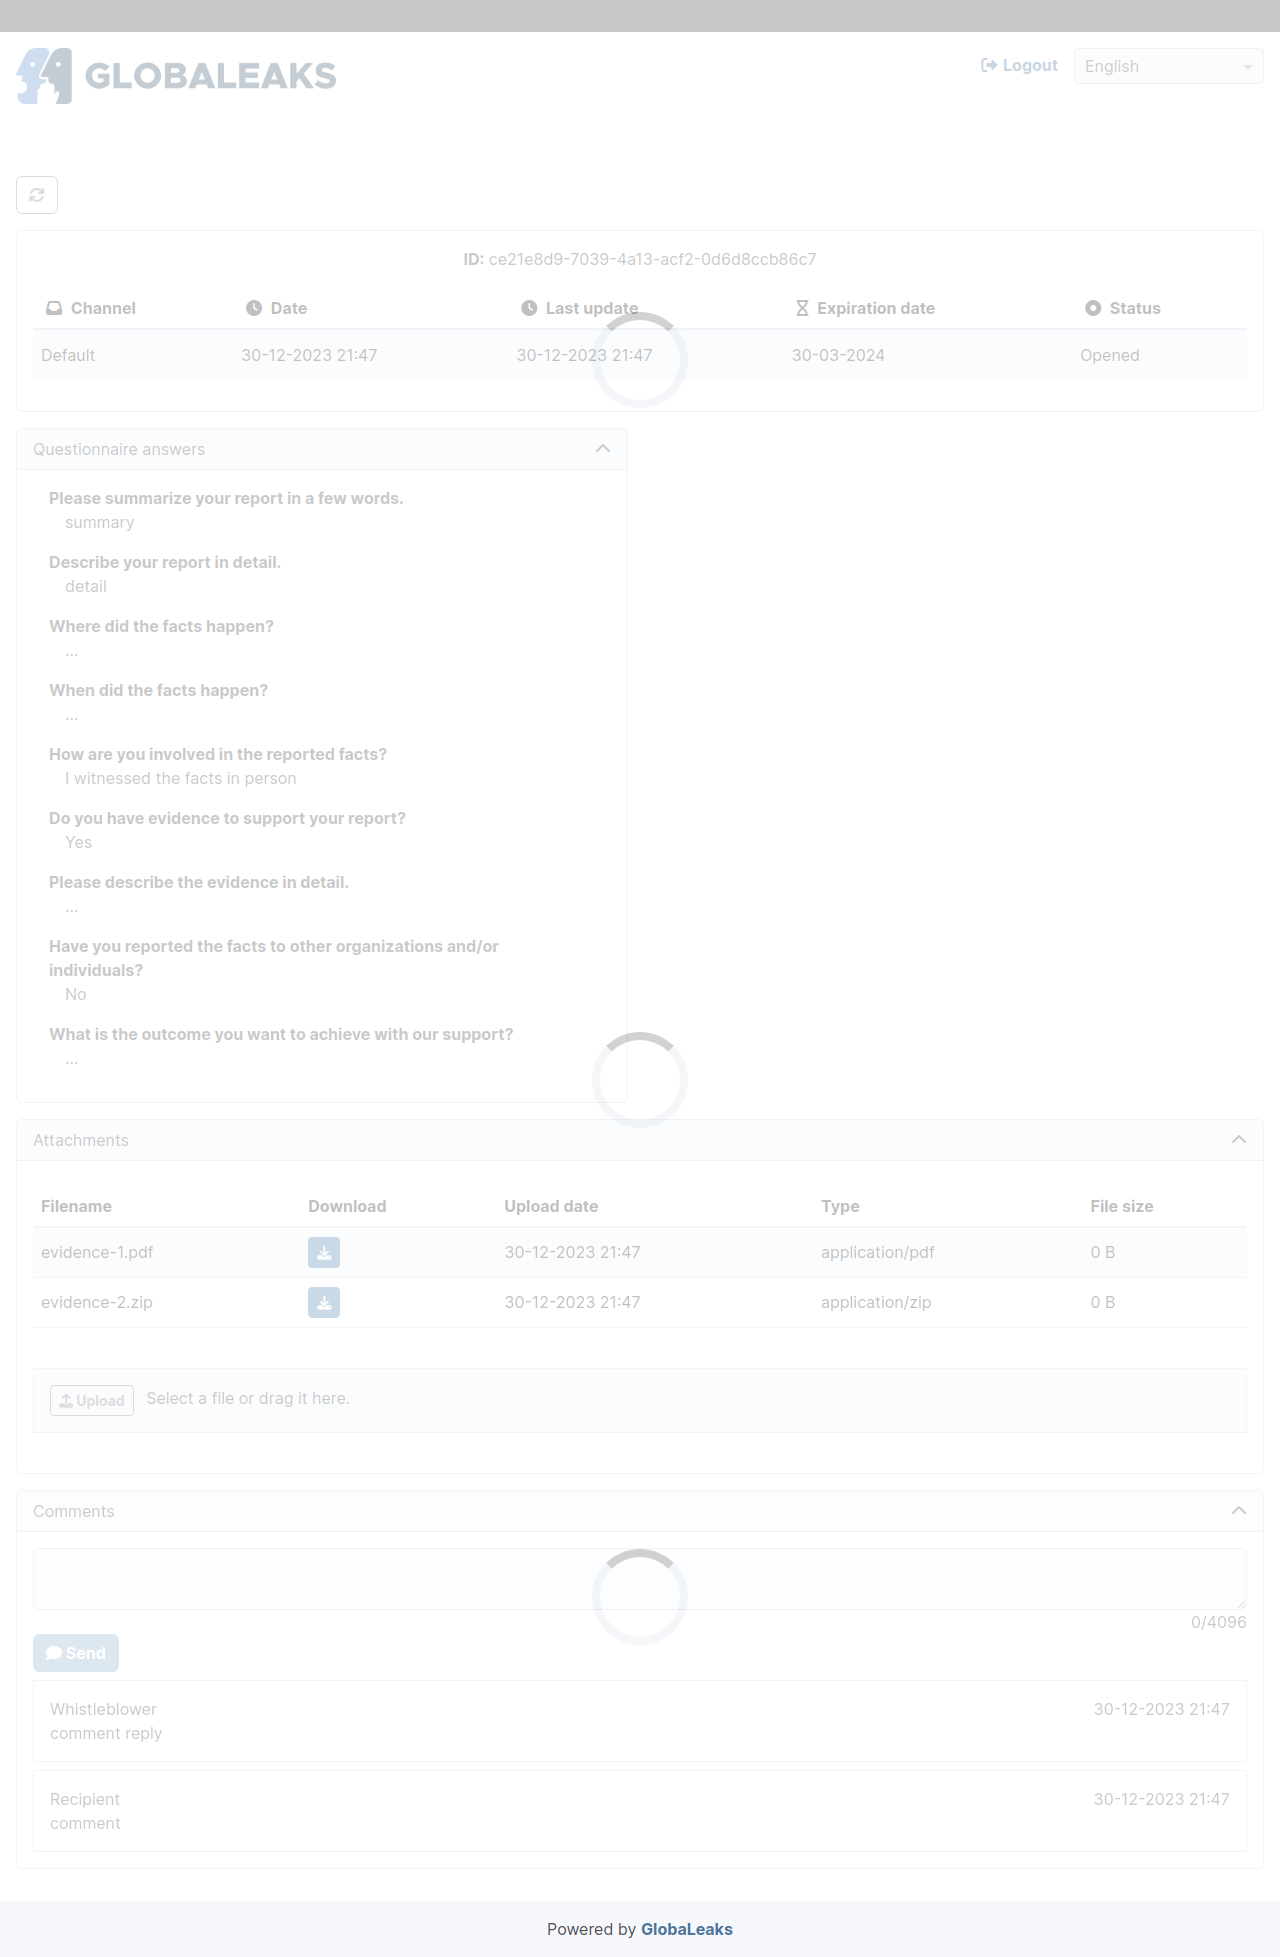 GLOBALEAKS
Logout
English
ID: ce21e8d9-7039-4a13-acf2-0d6d8ccb86c7
Channel Date Last update Expiration date Status
Default 30-12-2023 21:47 30-12-2023 21:47 30-03-2024 Opened
Questionnaire answers
Please summarize your report in a few words.
summary
Describe your report in detail.
detail
Where did the facts happen?
...
When did the facts happen?
...
How are you involved in the reported facts?
I witnessed the facts in person
Do you have evidence to support your report?
Yes
Please describe the evidence in detail.
...
Have you reported the facts to other organizations and/or
individuals?
No
What is the outcome you want to achieve with our support?
...
Attachments
Filename Download Upload date Type File size
evidence-1.pdf 30-12-2023 21:47 application/pdf 0 B
evidence-2.zip 30-12-2023 21:47 application/zip 0 B
Upload Select a file or drag it here.
Comments
0/4096
Send
Whistleblower 30-12-2023 21:47
comment reply
Recipient 30-12-2023 21:47
comment
Powered by GlobaLeaks